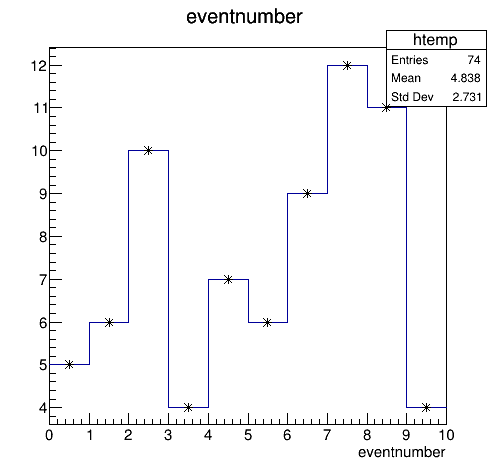 eventnumber
htemp
Entries 74
Mean 4.838
Std Dev 2.731
12
11
10
9
8
7
6
5
4
0 1 2 3 4 5 6 7 8 9 10
eventnumber